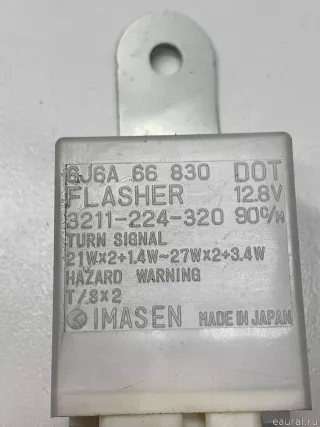 GJ6A 66 830 DOT
FLASHER 12.8V
3211-224-320 90c/M
TURN SIGNAL
21W×2+1.4W~27W×2+3.4W
HAZARD WARNING
T/S×2
IMASEN MADE IN JAPAN
© eaural.ru